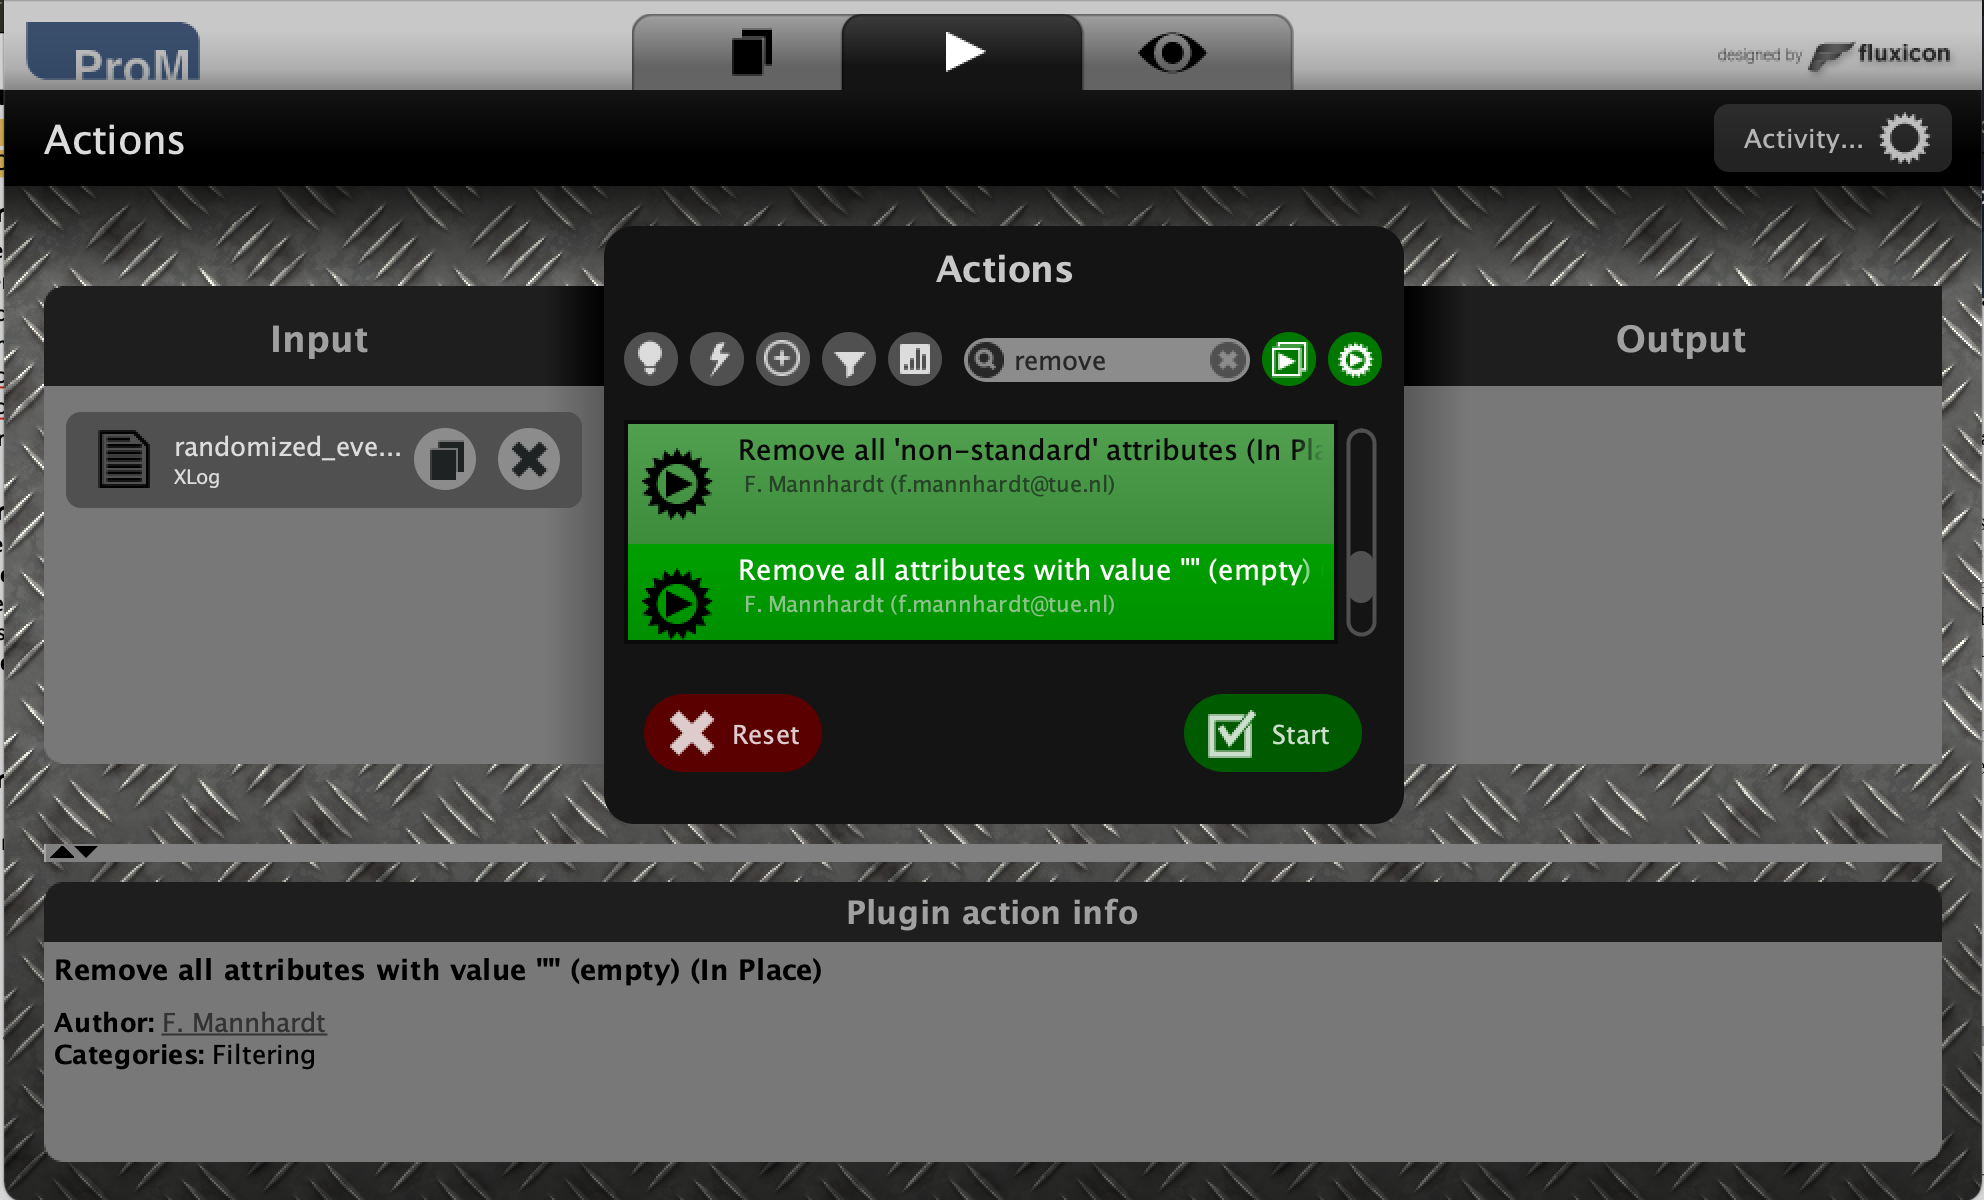 ProM
designed by fluxicon
Actions
Activity...
Actions
Input
Output
remove
randomized_eve...
XLog
Remove all 'non-standard' attributes (In Pla
F. Mannhardt (f.mannhardt@tue.nl)
Remove all attributes with value "" (empty)
F. Mannhardt (f.mannhardt@tue.nl)
Reset
Start
Plugin action info
Remove all attributes with value "" (empty) (In Place)
Author: F. Mannhardt
Categories: Filtering